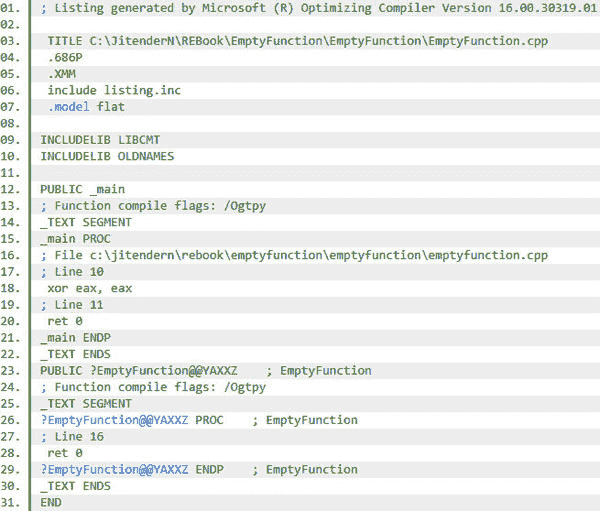 01. ; Listing generated by Microsoft (R) Optimizing Compiler Version 16.00.30319.01
02.
03. TITLE C:\JitenderN\REBook\EmptyFunction\EmptyFunction\EmptyFunction.cpp
04. .686P
05. .XMM
06. include listing.inc
07. .model flat
08.
09. INCLUDELIB LIBCMT
10. INCLUDELIB OLDNAMES
11.
12. PUBLIC _main
13. ; Function compile flags: /Ogtpy
14. _TEXT SEGMENT
15. _main PROC
16. ; File c:\jitendern\rebook\emptyfunction\emptyfunction\emptyfunction.cpp
17. ; Line 10
18. xor eax, eax
19. ; Line 11
20. ret 0
21. _main ENDP
22. _TEXT ENDS
23. PUBLIC ?EmptyFunction@@YAXXZ ; EmptyFunction
24. ; Function compile flags: /Ogtpy
25. _TEXT SEGMENT
26. ?EmptyFunction@@YAXXZ PROC ; EmptyFunction
27. ; Line 16
28. ret 0
29. ?EmptyFunction@@YAXXZ ENDP ; EmptyFunction
30. _TEXT ENDS
31. END